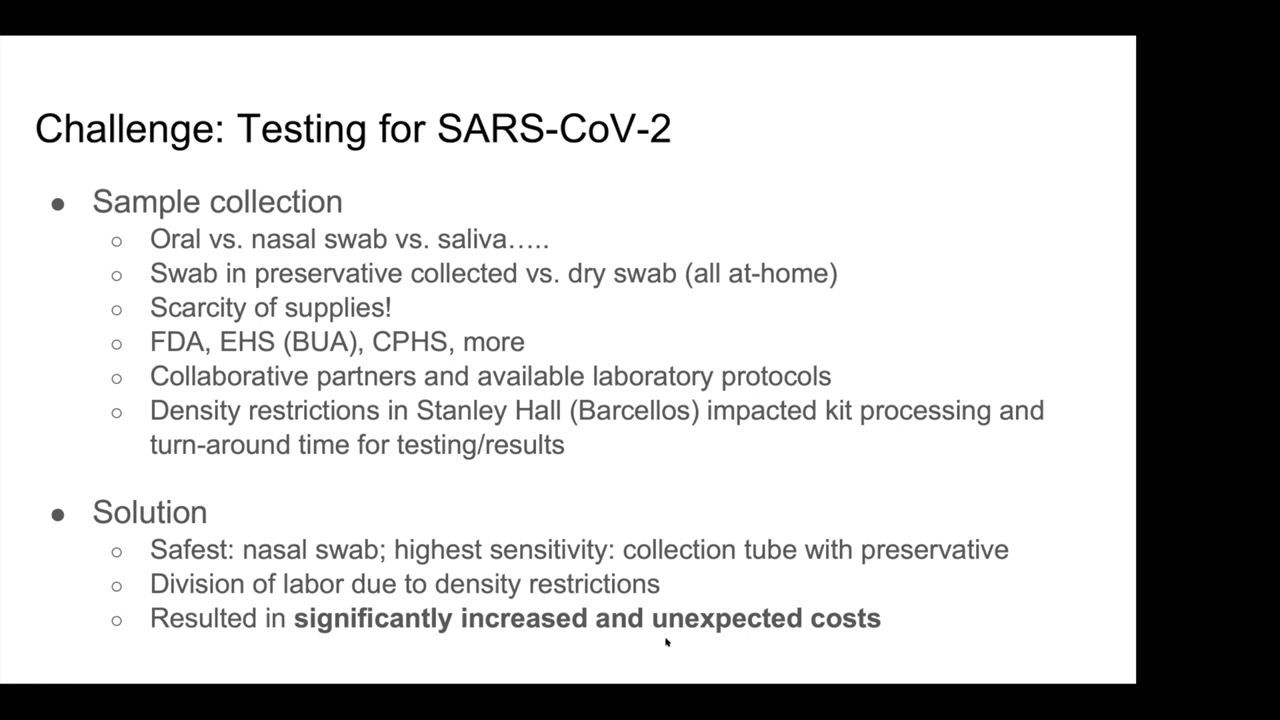 Challenge: Testing for SARS-CoV-2
● Sample collection
○ Oral vs. nasal swab vs. saliva…..
○ Swab in preservative collected vs. dry swab (all at-home)
○ Scarcity of supplies!
○ FDA, EHS (BUA), CPHS, more
○ Collaborative partners and available laboratory protocols
○ Density restrictions in Stanley Hall (Barcellos) impacted kit processing and
turn-around time for testing/results
● Solution
○ Safest: nasal swab; highest sensitivity: collection tube with preservative
○ Division of labor due to density restrictions
○ Resulted in significantly increased and unexpected costs